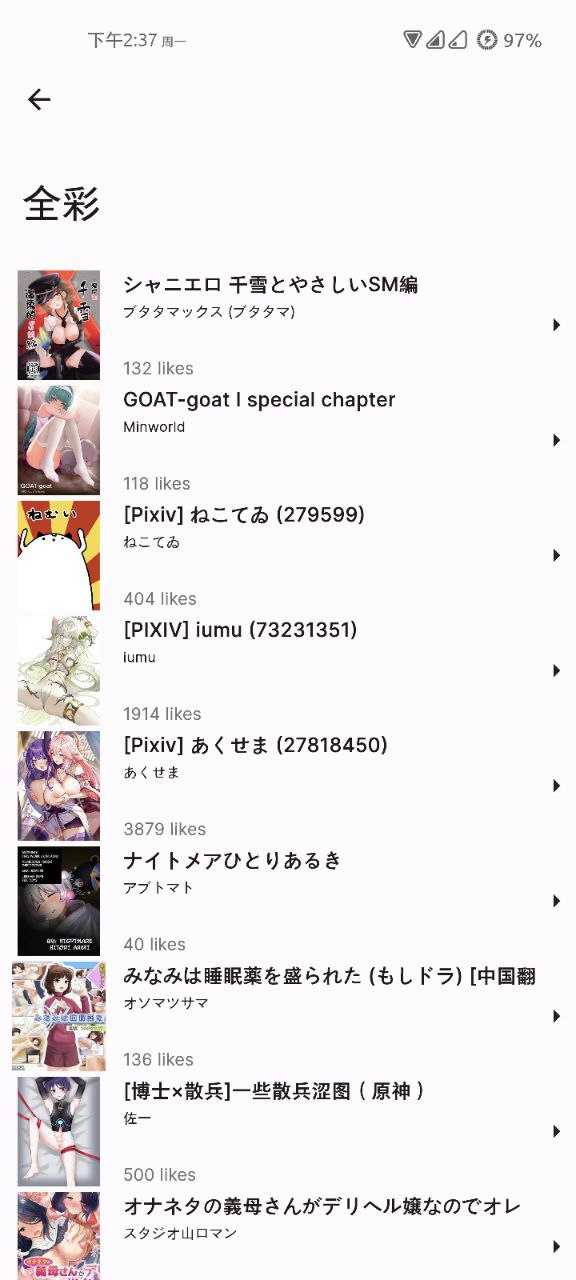 下午2:37 周一
97%
全彩
シャニエロ 千雪とやさしいSM編
ブタタマックス (ブタタマ)
132 likes
GOAT-goat l special chapter
Minworld
GOAT-goat
118 likes
[Pixiv] ねこてゐ (279599)
ねこてゐ
ねむい
404 likes
[PIXIV] iumu (73231351)
iumu
1914 likes
[Pixiv] あくせま (27818450)
あくせま
3879 likes
ナイトメアひとりあるき
アブトマト
40 likes
みなみは睡眠薬を盛られた (もしドラ) [中国翻
オソマツサマ
136 likes
[博士×散兵]一些散兵涩图 ( 原神 )
佐一
500 likes
オナネタの義母さんがデリヘル嬢なのでオレ
スタジオ山ロマン